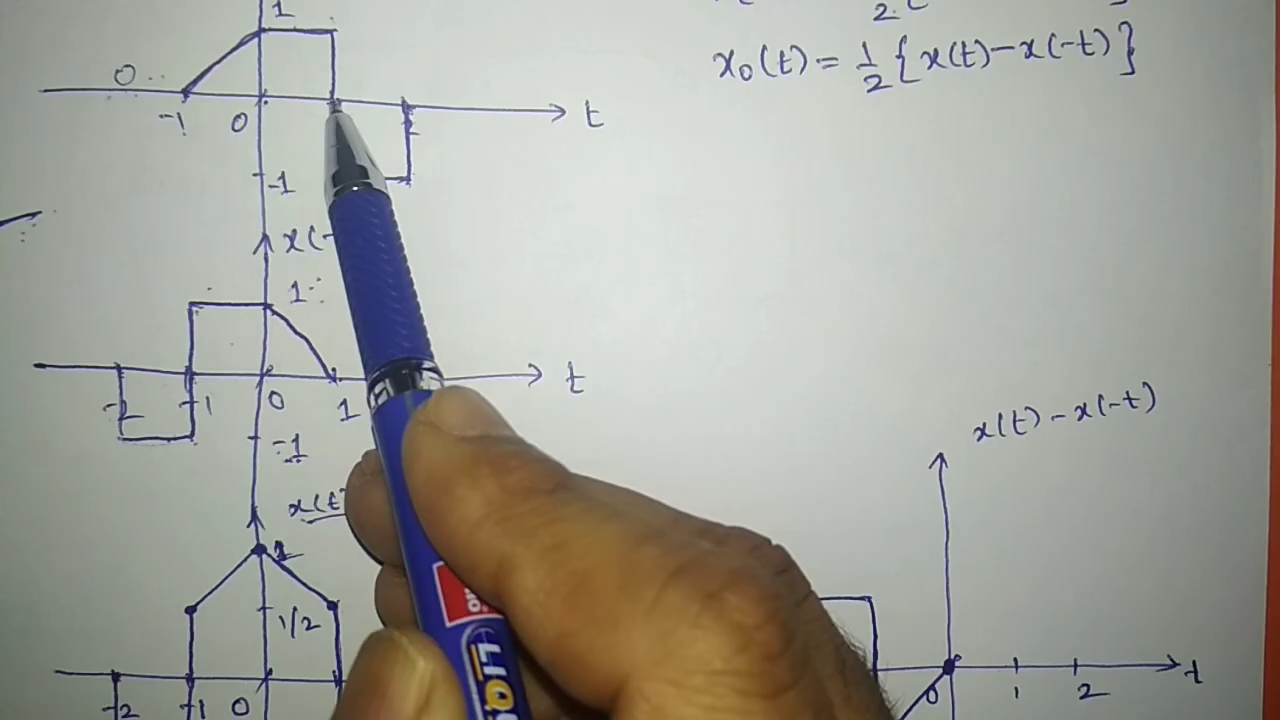 1
x₀(t) = 1/2 {x(t) - x(-t)}
0
-1 0 t
-1
1
-2 -1 0 1 t
-1
x(t) - x(-t)
1
1/2
-2 -1 0
0 1 2 t